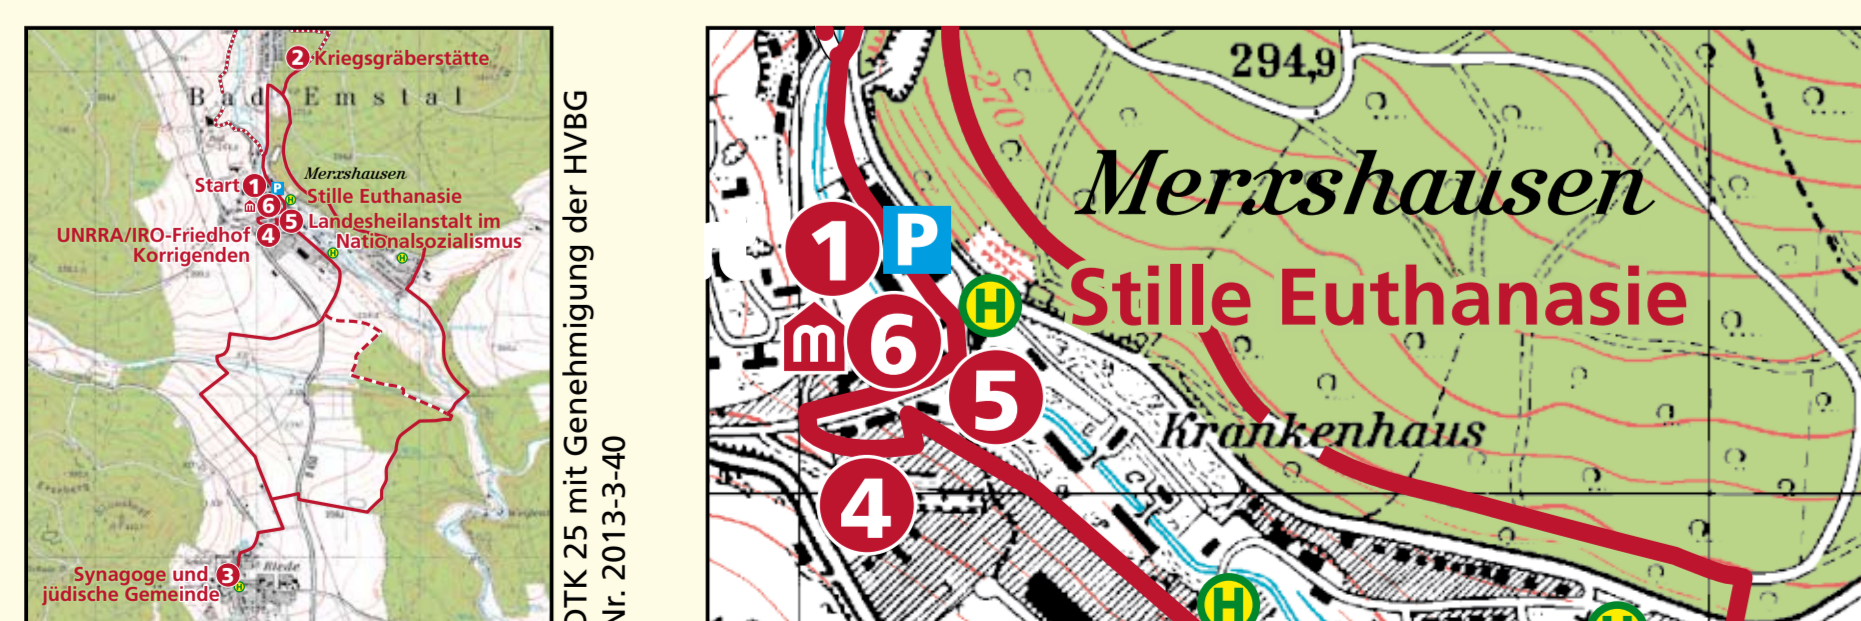 2 Kriegsgräberstätte
Bad Emstal
Merxshausen
Start 1 P
Stille Euthanasie
6 H
5 Landesheilanstalt im
Nationalsozialismus
UNRRA/IRO-Friedhof 4
Korrigenden
H H
Synagoge und 3
jüdische Gemeinde H
Riede
DTK 25 mit Genehmigung der HVBG
Nr. 2013-3-40
294,9
270
Merxshausen
1 P
Stille Euthanasie
H
6
5
Krankenhaus
4
H
H